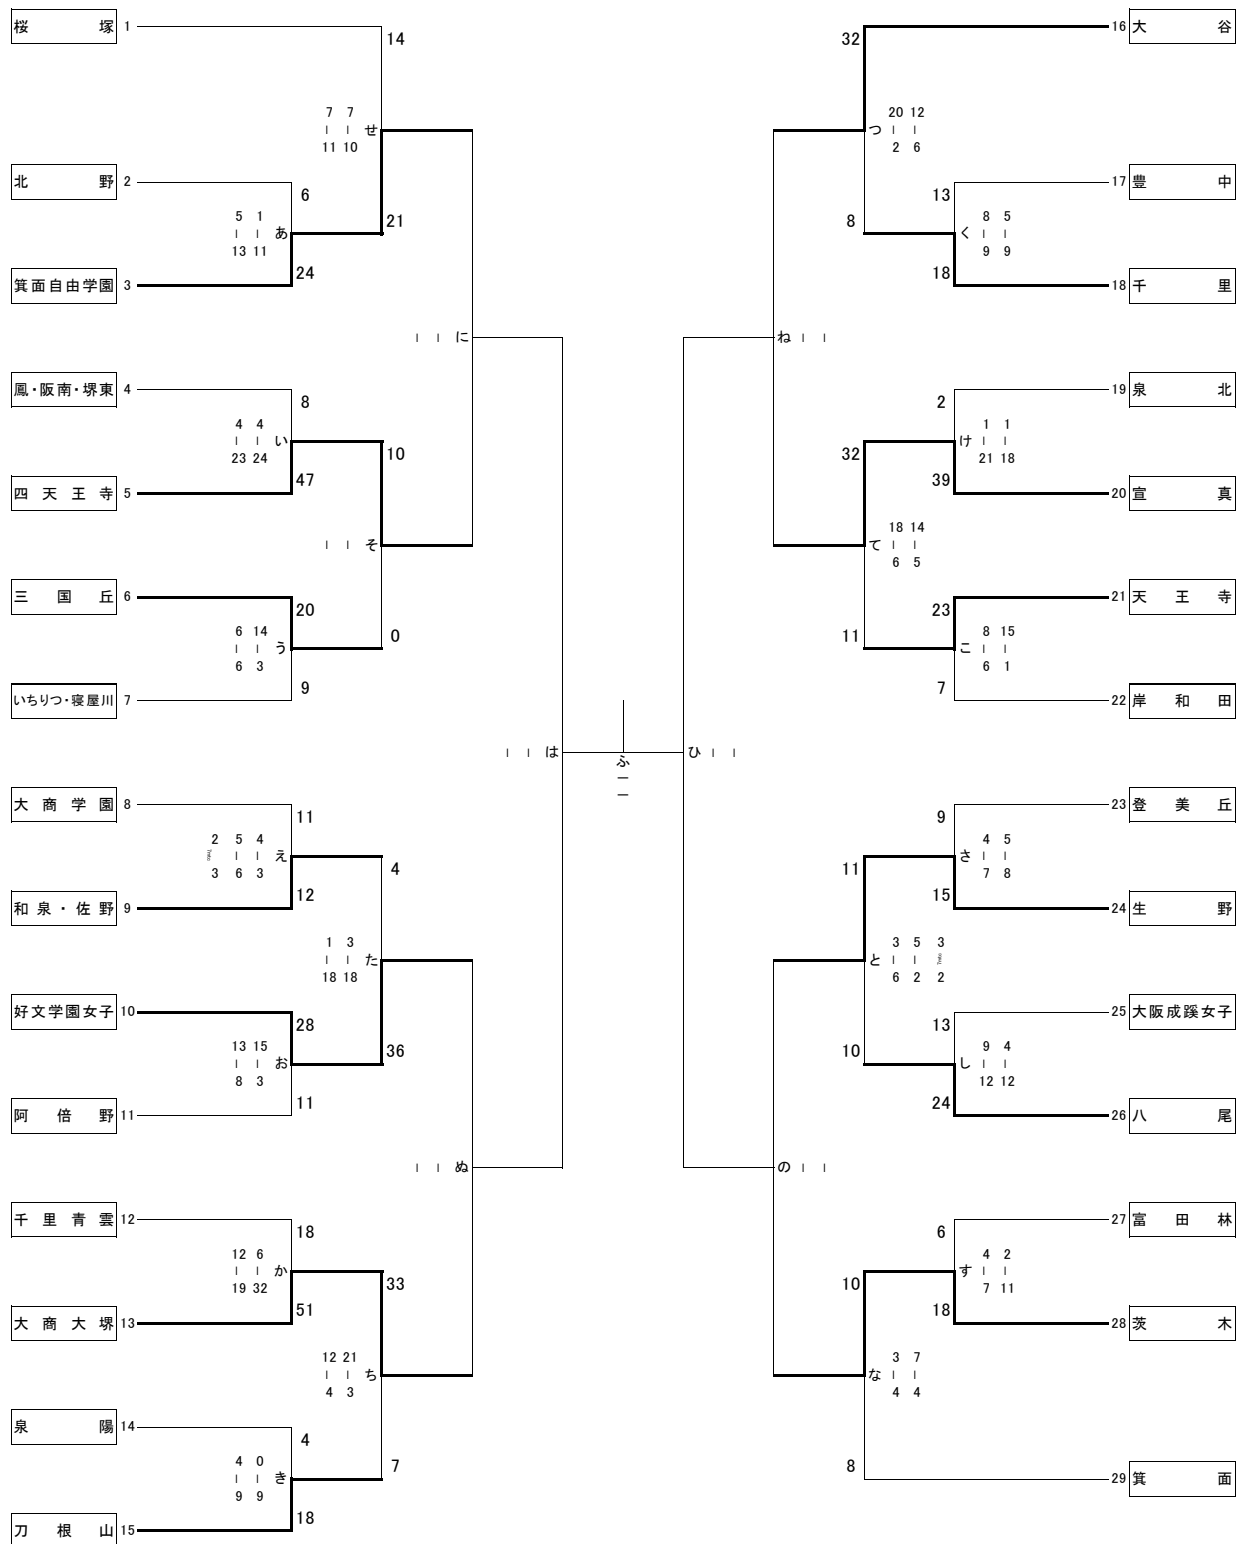 桜塚 1
14
7 7
| | せ
11 10
北野 2
6
5 1
| | あ
13 11
21
箕面自由学園 3
24
| | に
鳳・阪南・堺東 4
8
4 4
| | い
23 24
10
四天王寺 5
47
| | そ
三国丘 6
20
6 14
| | う
6 3
0
いちりつ・寝屋川 7
9
| | は
大商学園 8
11
2 5 4
| | え
3 6 3
4
和泉・佐野 9
12
1 3
| | た
18 18
好文学園女子 10
28
13 15
| | お
8 3
36
阿倍野 11
11
| | ぬ
千里青雲 12
18
12 6
| | か
19 32
33
大商大堺 13
51
12 21
| | ち
4 3
泉陽 14
4
4 0
| | き
9 9
7
刀根山 15
18
ふ
—
—
16 大谷
32
20 12
つ | |
2 6
17 豊中
13
8 5
く | |
9 9
8
18 千里
18
ね | |
19 泉北
2
1 1
け | |
21 18
32
20 宣真
39
18 14
て | |
6 5
21 天王寺
23
8 15
こ | |
6 1
11
22 岸和田
7
ひ | |
23 登美丘
9
4 5
さ | |
7 8
11
24 生野
15
3 5 3
と | |
6 2 2
25 大阪成蹊女子
13
9 4
し | |
12 12
10
26 八尾
24
の | |
27 富田林
6
4 2
す | |
7 11
10
28 茨木
18
3 7
な | |
4 4
8
29 箕面